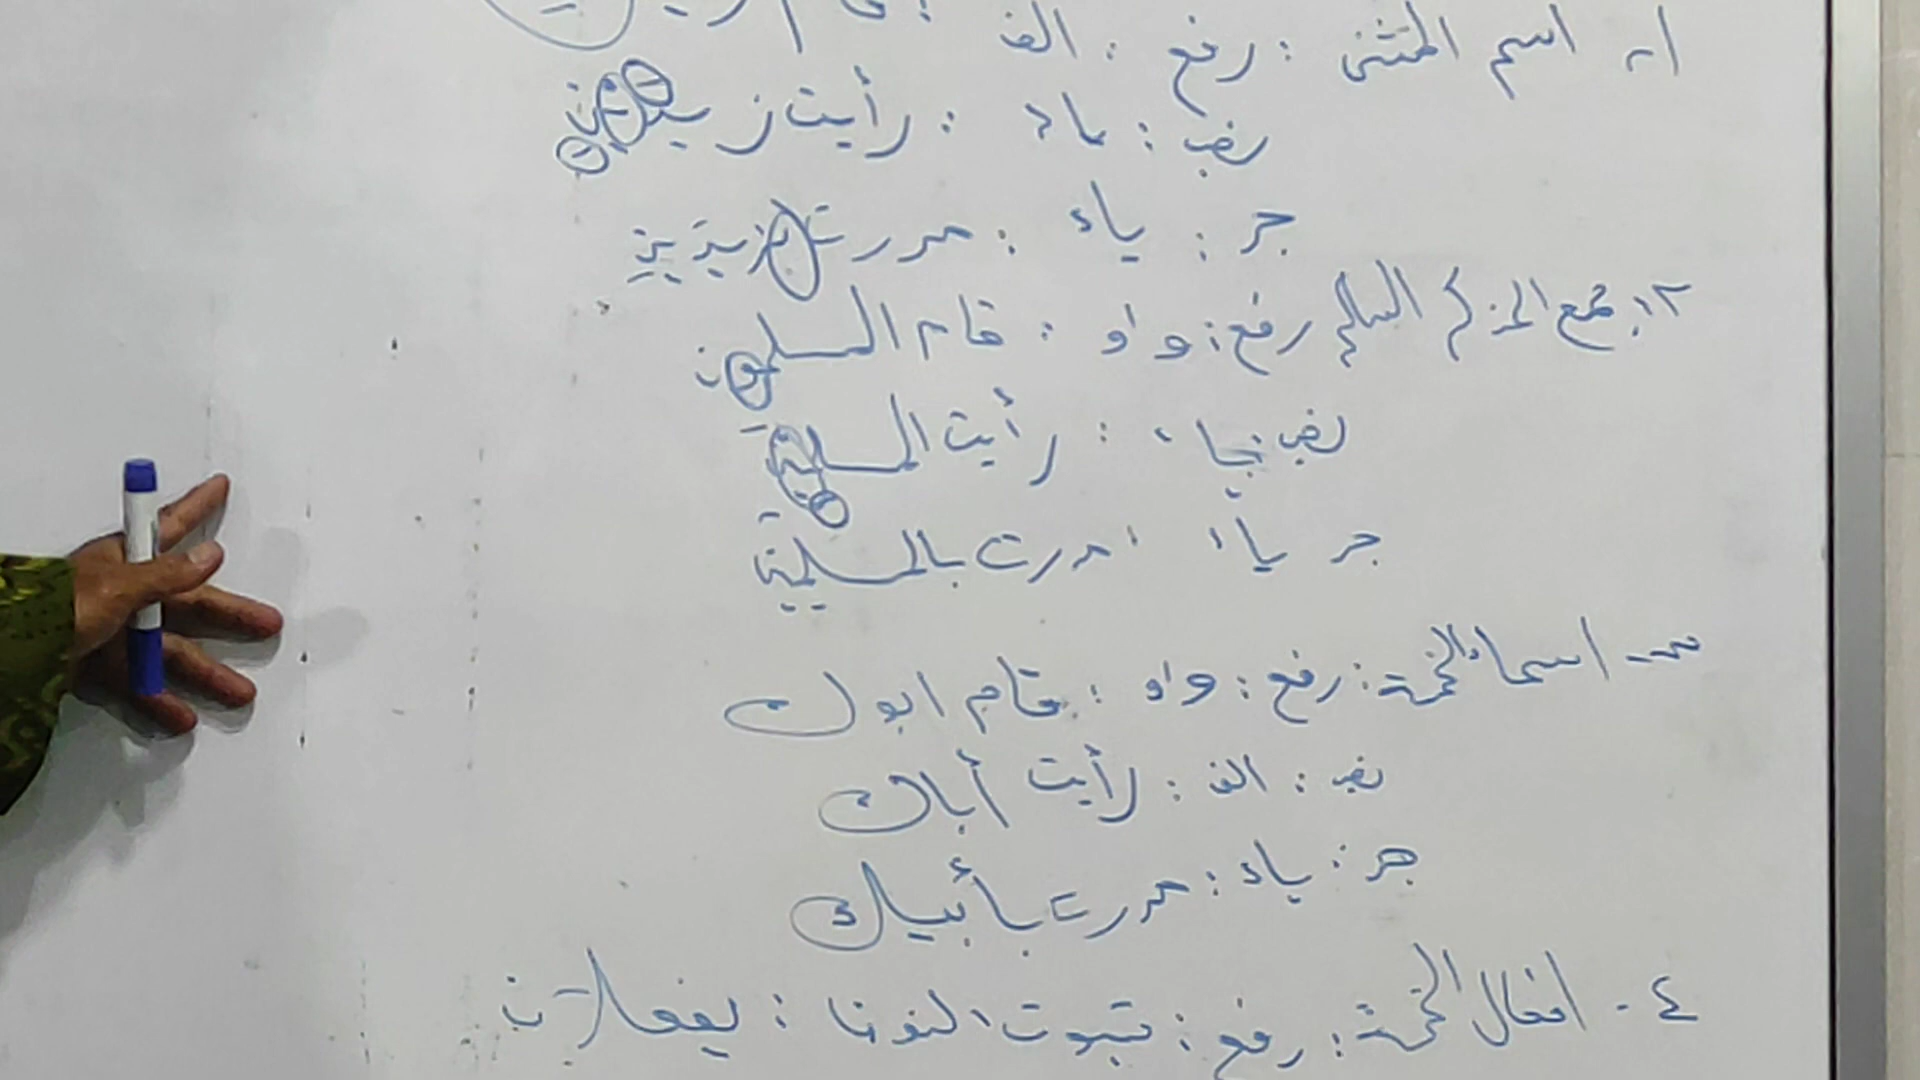 ١- اسم المثنى : رفع : الف : قام
نصب : ياء : رأيت زيدين
جر : ياء : مررت بزيدين
٢. جمع المذكر السالم رفع : واو : قام المسلمون
نصب ياء : رأيت المسلمين
جر ياء : مررت بالمسلمين
٣- اسماء الخمسة : رفع : واو : قام ابوك
نصب : الف : رأيت أباك
جر : ياء : مررت بأبيك
٤- افعال الخمسة : رفع : ثبوت النون : يفعلان